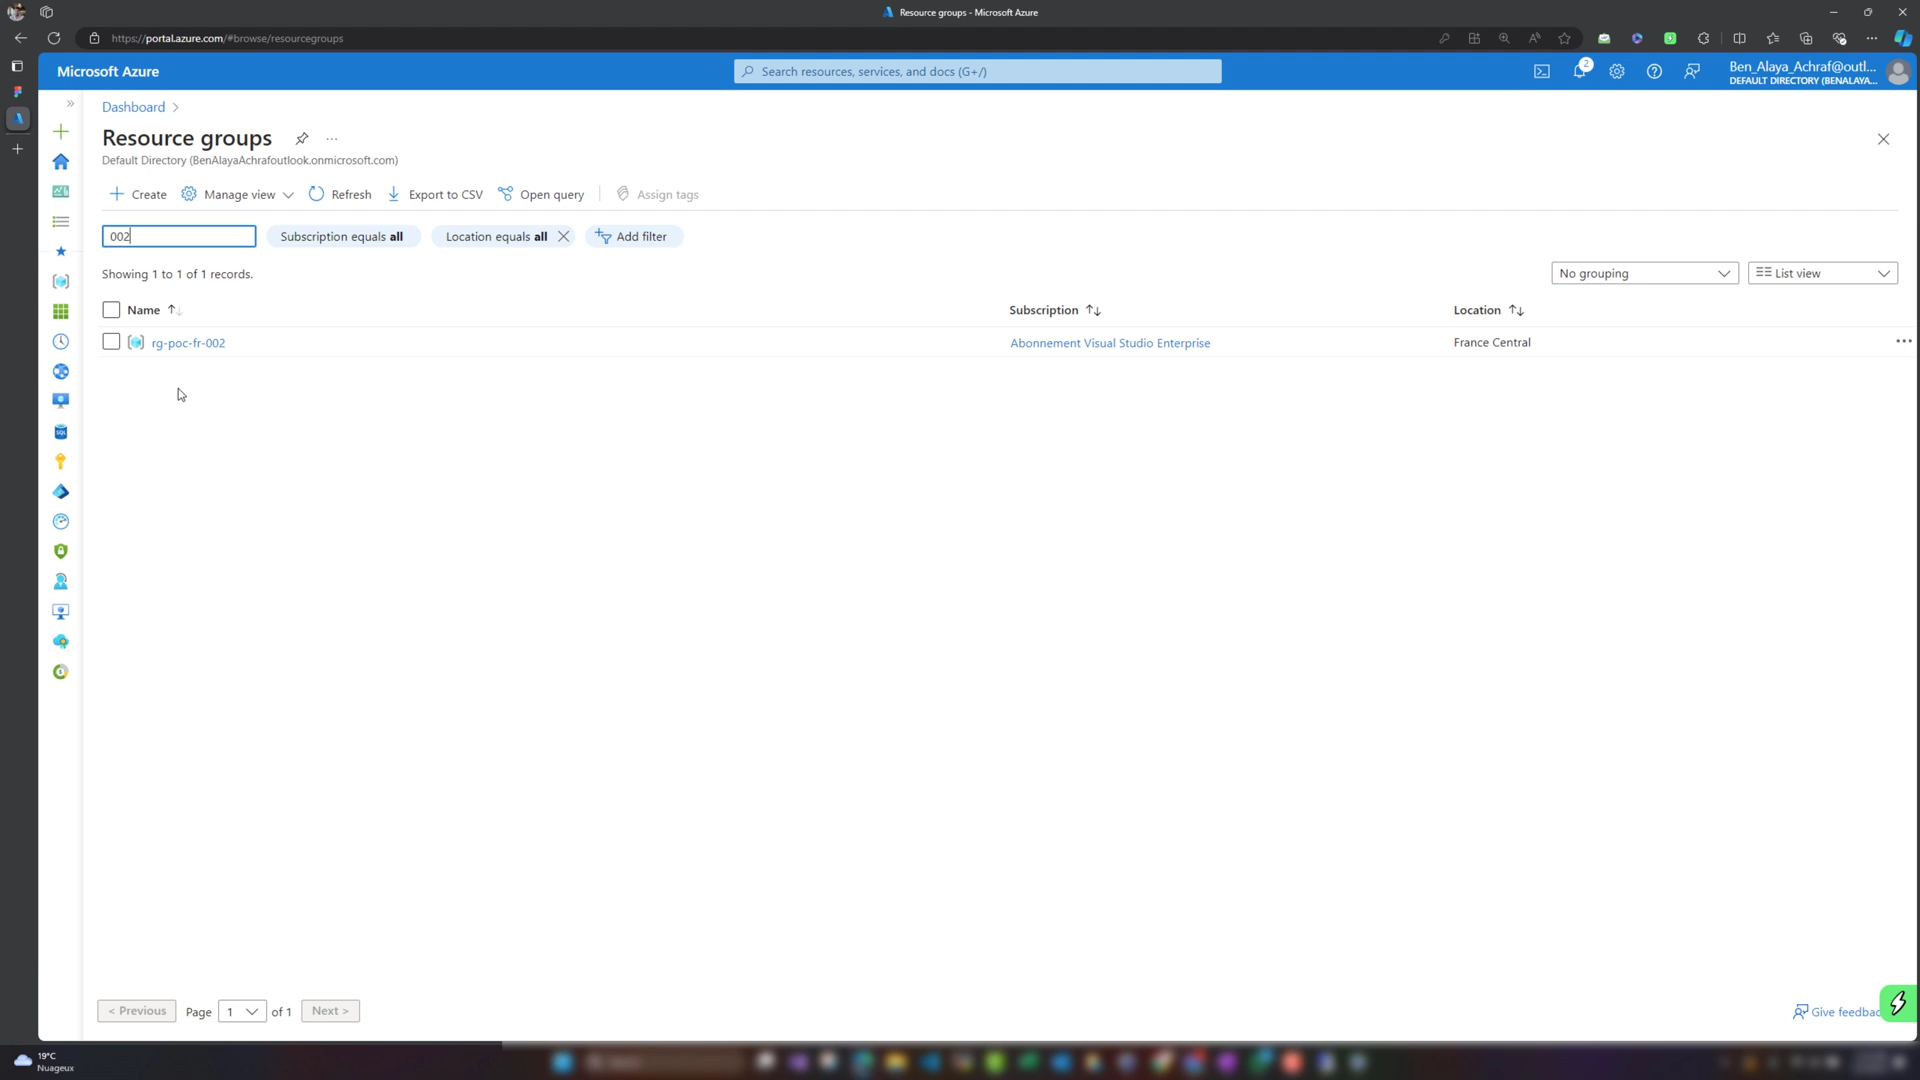 Resource groups - Microsoft Azure
https://portal.azure.com/#browse/resourcegroups
Microsoft Azure
Search resources, services, and docs (G+/)
2
Ben_Alaya_Achraf@outl...
DEFAULT DIRECTORY (BENALAYA...
Dashboard
Resource groups
Default Directory (BenAlayaAchrafoutlook.onmicrosoft.com)
Create
Manage view
Refresh
Export to CSV
Open query
Assign tags
002
Subscription equals all
Location equals all
Add filter
Showing 1 to 1 of 1 records.
No grouping
List view
Name
Subscription
Location
rg-poc-fr-002
Abonnement Visual Studio Enterprise
France Central
SQL
< Previous
Page
1
of 1
Next >
Give feedbac
19°C
Nuageux